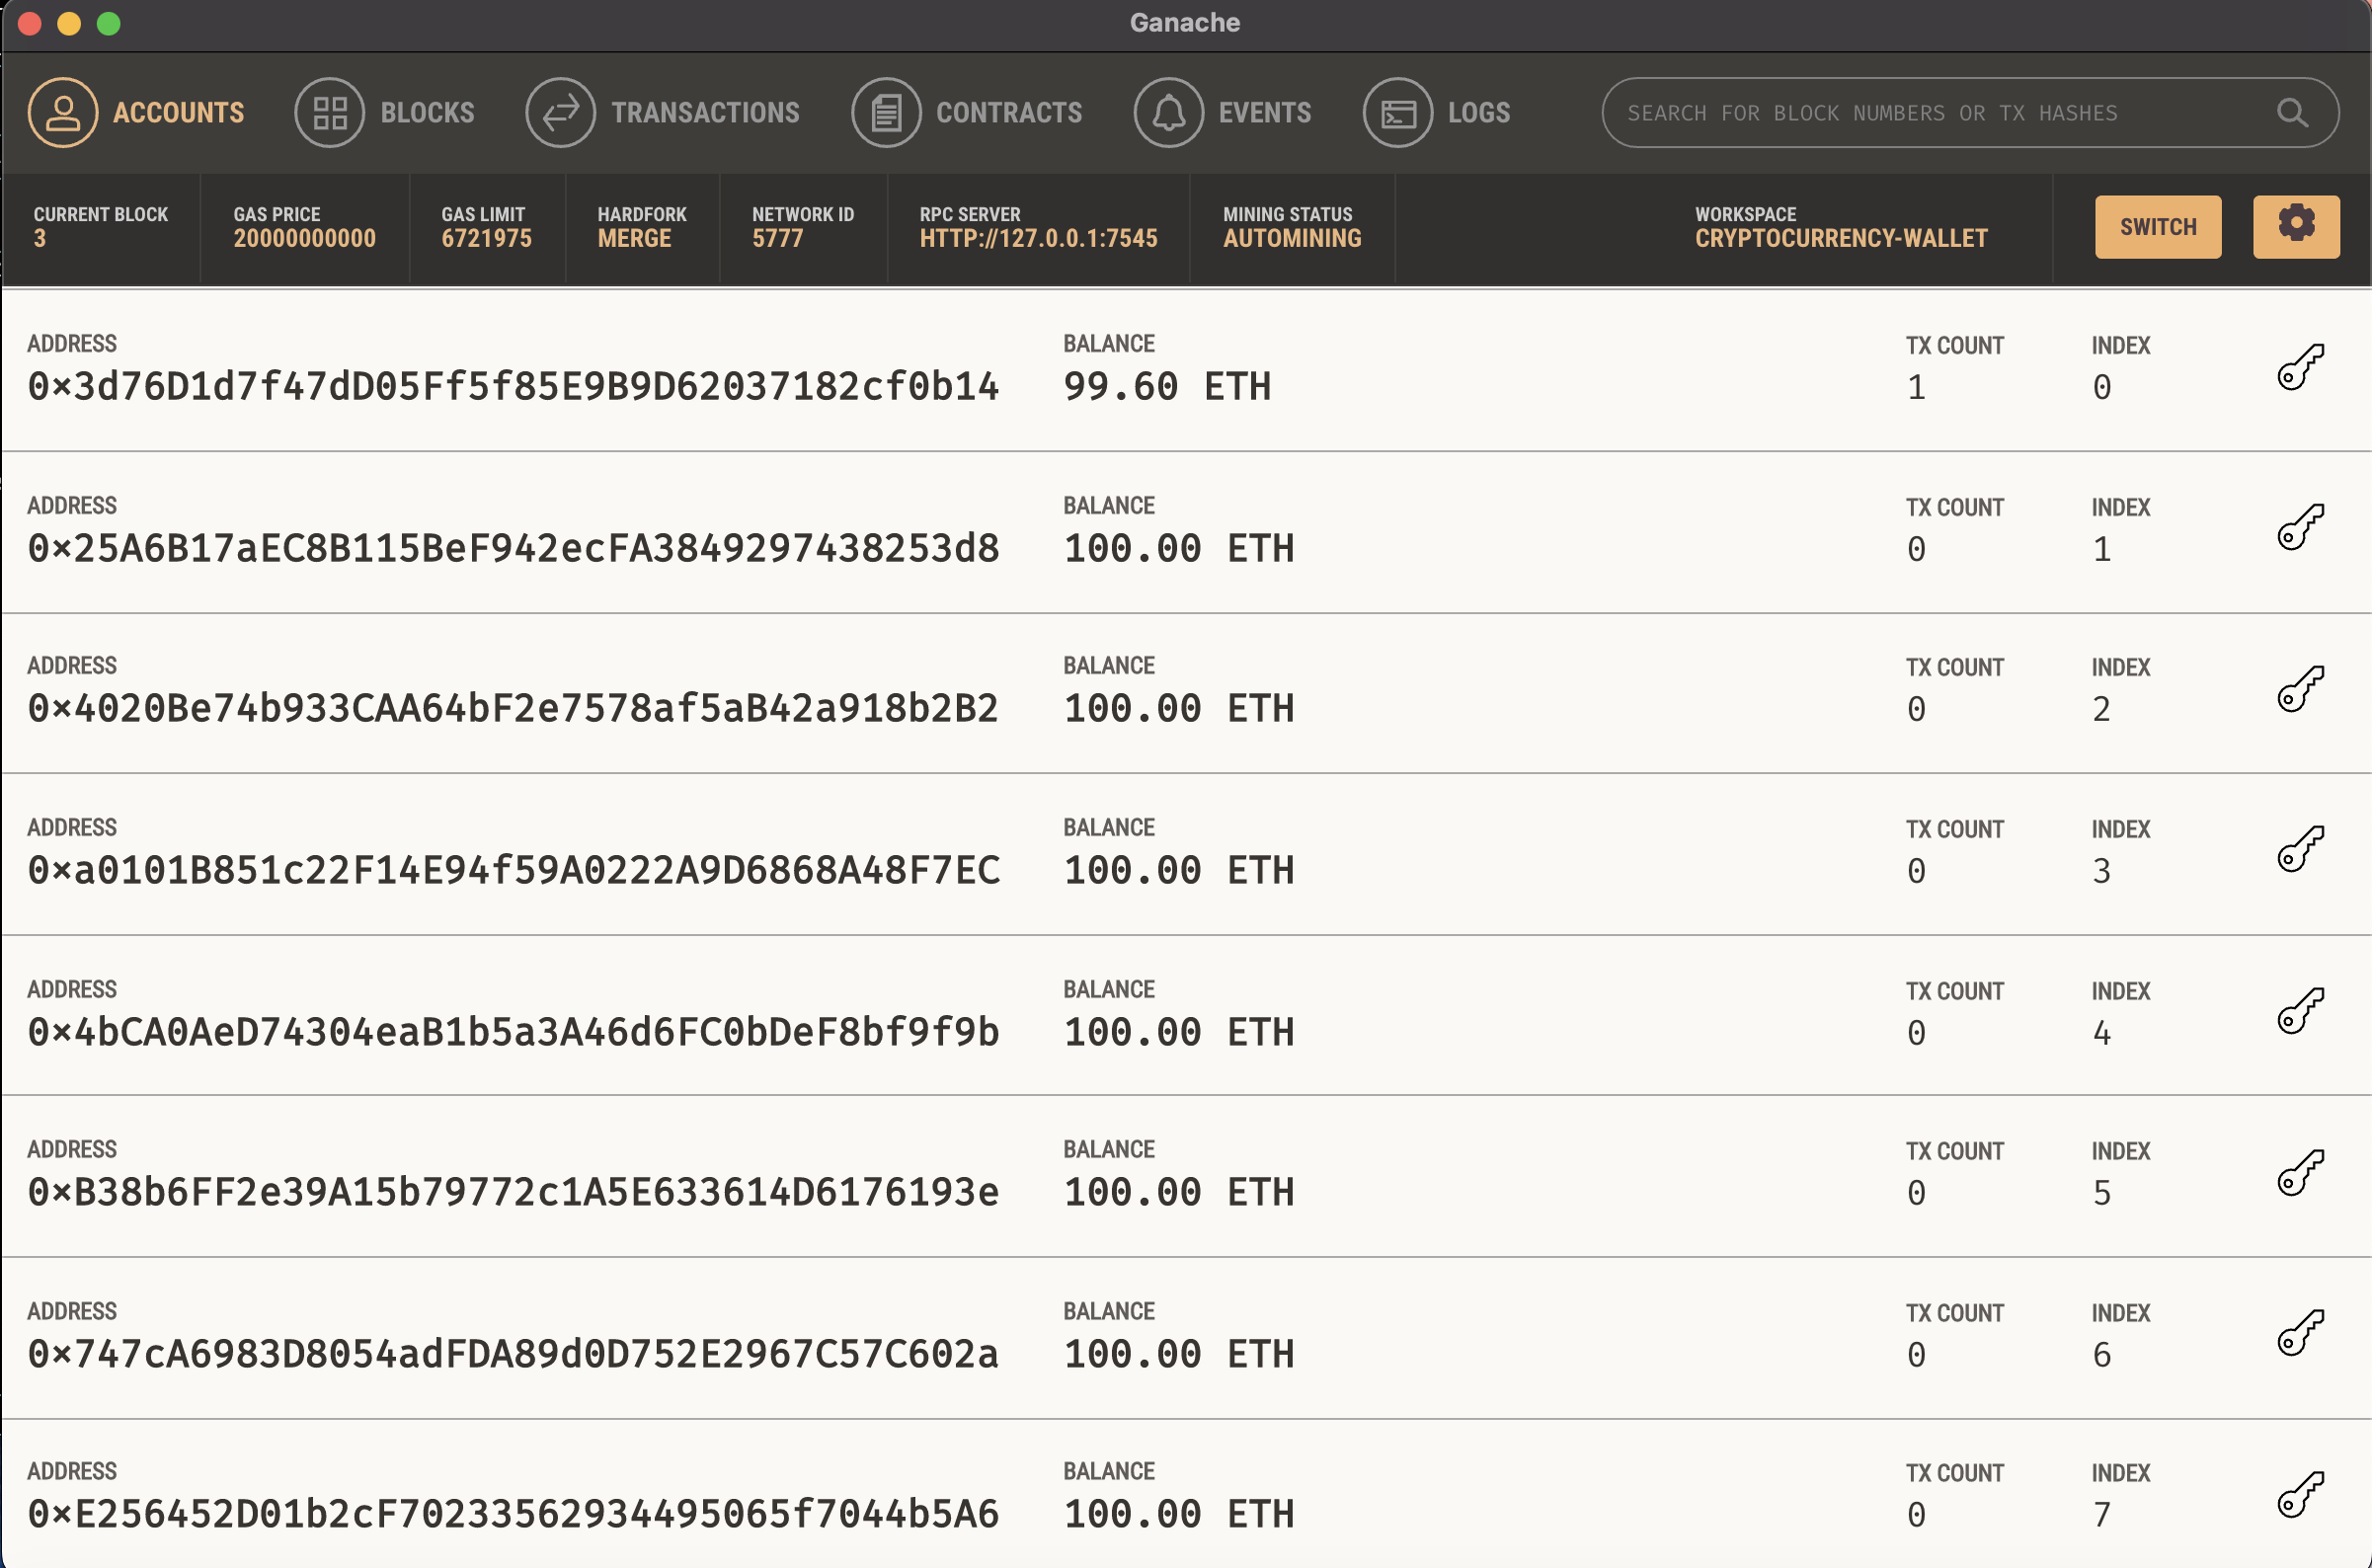 Ganache
ACCOUNTS BLOCKS TRANSACTIONS CONTRACTS EVENTS LOGS SEARCH FOR BLOCK NUMBERS OR TX HASHES
CURRENT BLOCK GAS PRICE GAS LIMIT HARDFORK NETWORK ID RPC SERVER MINING STATUS WORKSPACE
3 20000000000 6721975 MERGE 5777 HTTP://127.0.0.1:7545 AUTOMINING CRYPTOCURRENCY-WALLET SWITCH
ADDRESS BALANCE TX COUNT INDEX
0×3d76D1d7f47dD05Ff5f85E9B9D62037182cf0b14 99.60 ETH 1 0
ADDRESS BALANCE TX COUNT INDEX
0×25A6B17aEC8B115BeF942ecFA3849297438253d8 100.00 ETH 0 1
ADDRESS BALANCE TX COUNT INDEX
0×4020Be74b933CAA64bF2e7578af5aB42a918b2B2 100.00 ETH 0 2
ADDRESS BALANCE TX COUNT INDEX
0×a0101B851c22F14E94f59A0222A9D6868A48F7EC 100.00 ETH 0 3
ADDRESS BALANCE TX COUNT INDEX
0×4bCA0AeD74304eaB1b5a3A46d6FC0bDeF8bf9f9b 100.00 ETH 0 4
ADDRESS BALANCE TX COUNT INDEX
0×B38b6FF2e39A15b79772c1A5E633614D6176193e 100.00 ETH 0 5
ADDRESS BALANCE TX COUNT INDEX
0×747cA6983D8054adFDA89d0D752E2967C57C602a 100.00 ETH 0 6
ADDRESS BALANCE TX COUNT INDEX
0×E256452D01b2cF70233562934495065f7044b5A6 100.00 ETH 0 7